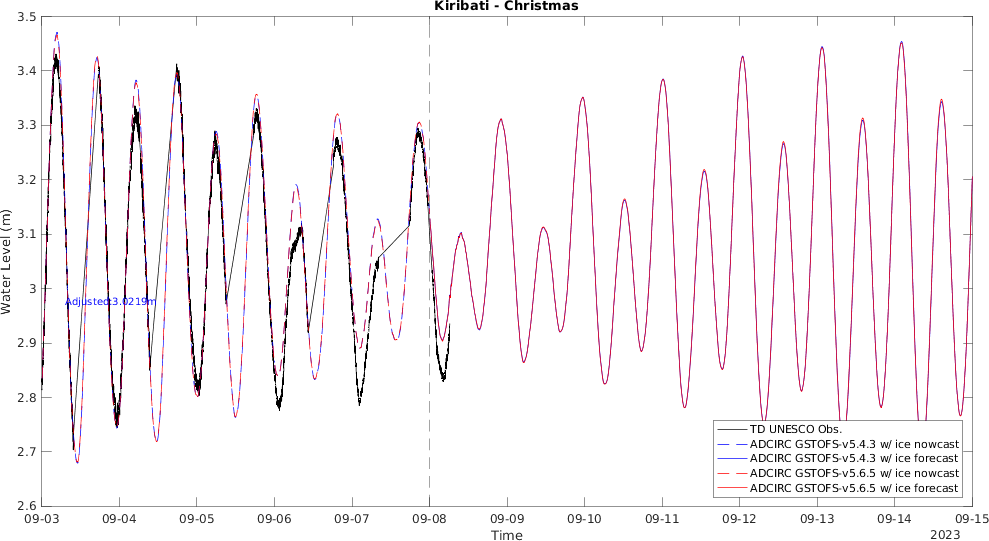 Kiribati - Christmas
3.5
3.4
3.3
3.2
3.1
3
2.9
2.8
2.7
2.6
Water Level (m)
Adjusted:3.0219m
TD UNESCO Obs.
ADCIRC GSTOFS-v5.4.3 w/ ice nowcast
ADCIRC GSTOFS-v5.4.3 w/ ice forecast
ADCIRC GSTOFS-v5.6.5 w/ ice nowcast
ADCIRC GSTOFS-v5.6.5 w/ ice forecast
09-03 09-04 09-05 09-06 09-07 09-08 09-09 09-10 09-11 09-12 09-13 09-14 09-15
Time
2023